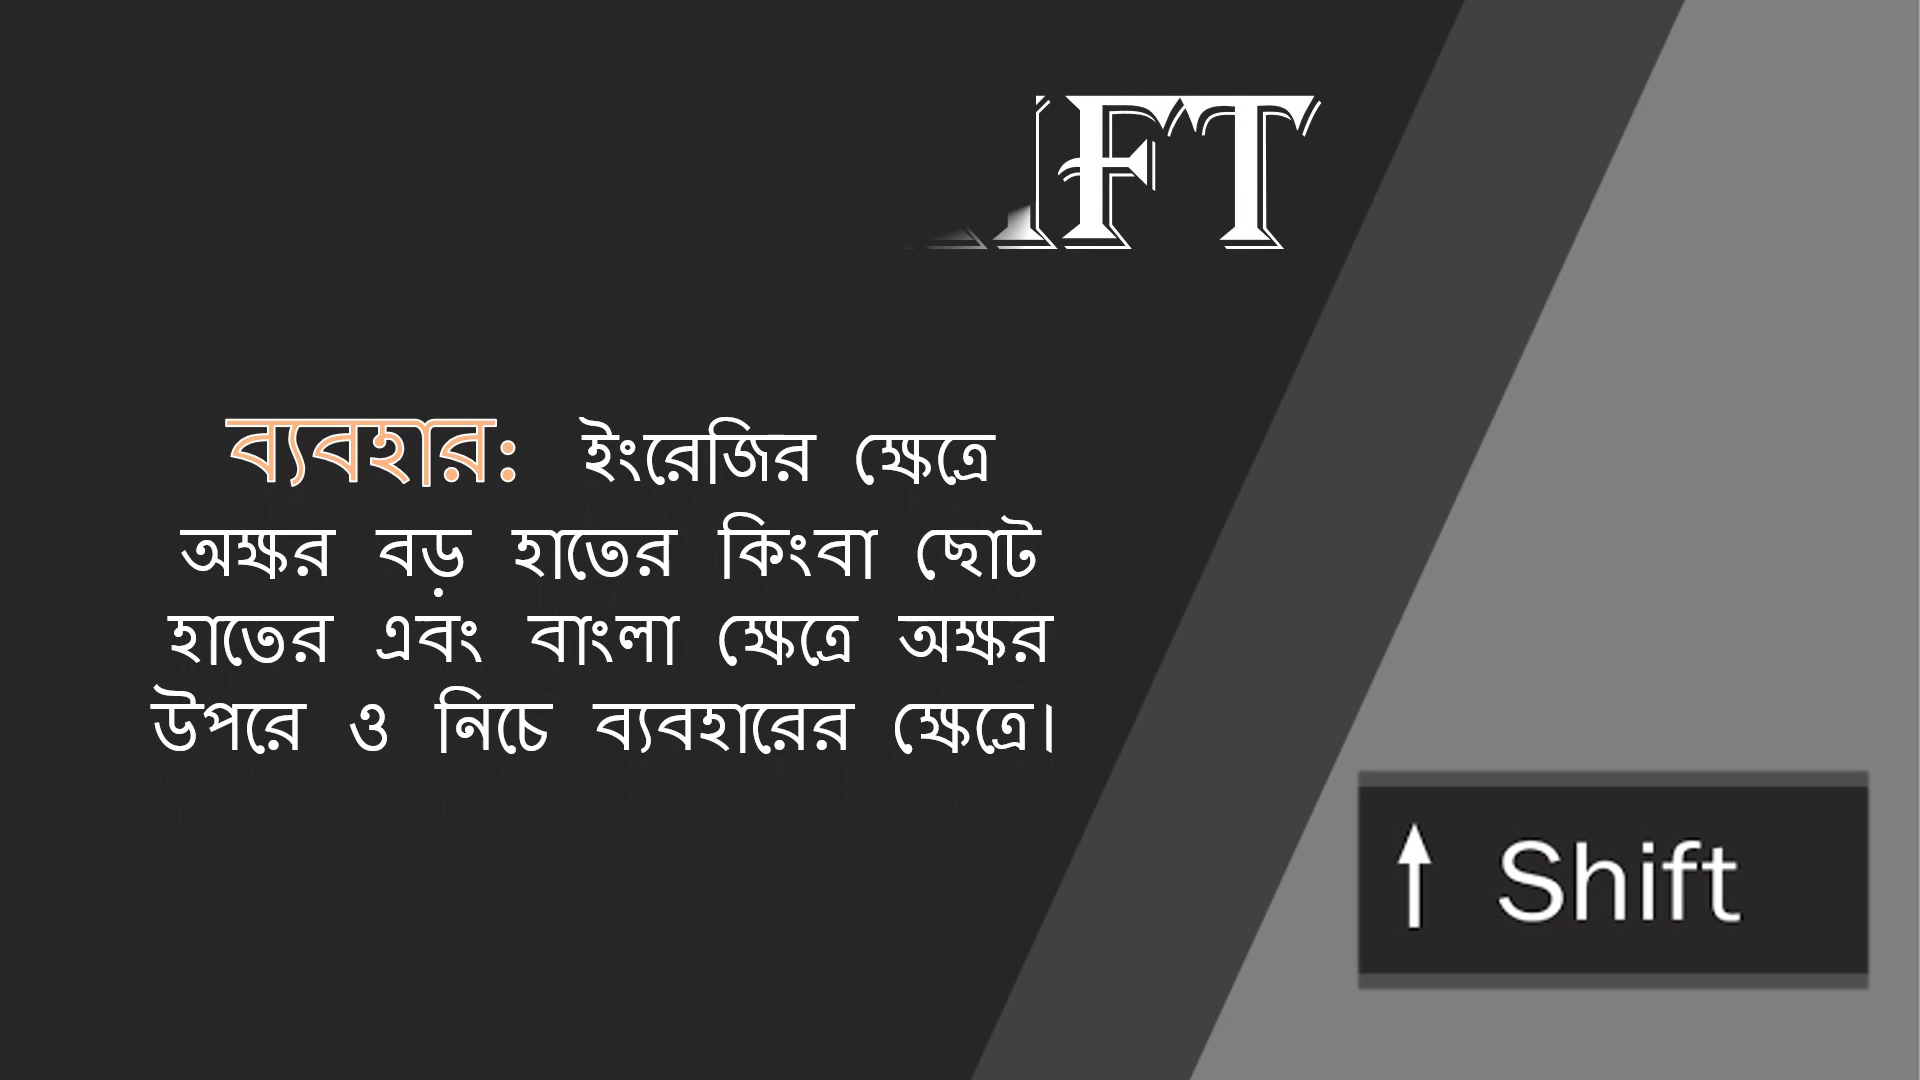 FT
ব্যবহার: ইংরেজির ক্ষেত্রে
অক্ষর বড় হাতের কিংবা ছোট
হাতের এবং বাংলা ক্ষেত্রে অক্ষর
উপরে ও নিচে ব্যবহারের ক্ষেত্রে।
Shift